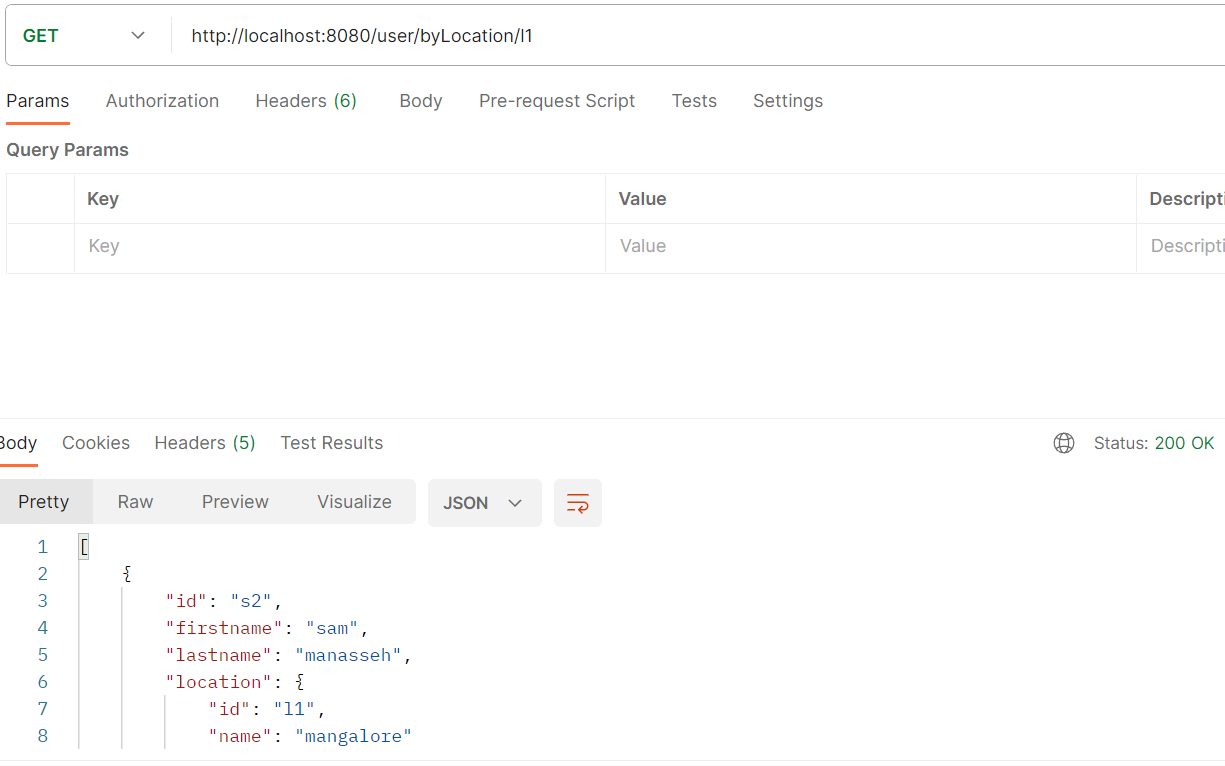 GET http://localhost:8080/user/byLocation/l1
Params Authorization Headers (6) Body Pre-request Script Tests Settings
Query Params
Key Value Descripti
Key Value Descripti
Body Cookies Headers (5) Test Results Status: 200 OK
Pretty Raw Preview Visualize JSON
1 [
2 {
3 "id": "s2",
4 "firstname": "sam",
5 "lastname": "manasseh",
6 "location": {
7 "id": "l1",
8 "name": "mangalore"